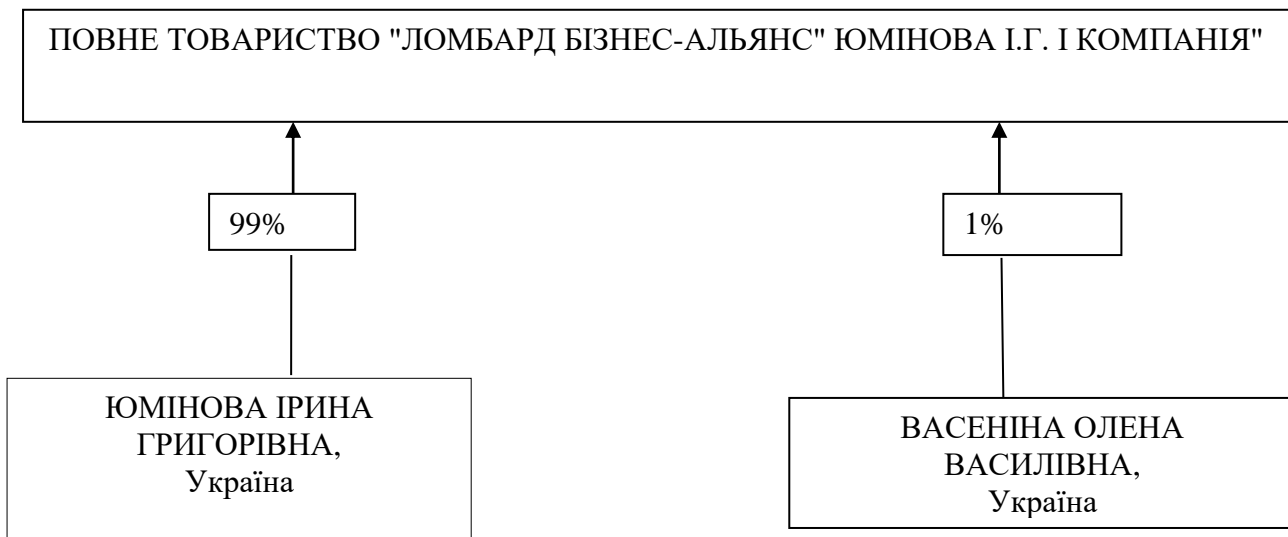 ПОВНЕ ТОВАРИСТВО "ЛОМБАРД БІЗНЕС-АЛЬЯНС" ЮМІНОВА І.Г. І КОМПАНІЯ"
99%
1%
ЮМІНОВА ІРИНА
ГРИГОРІВНА,
Україна
ВАСЕНІНА ОЛЕНА
ВАСИЛІВНА,
Україна